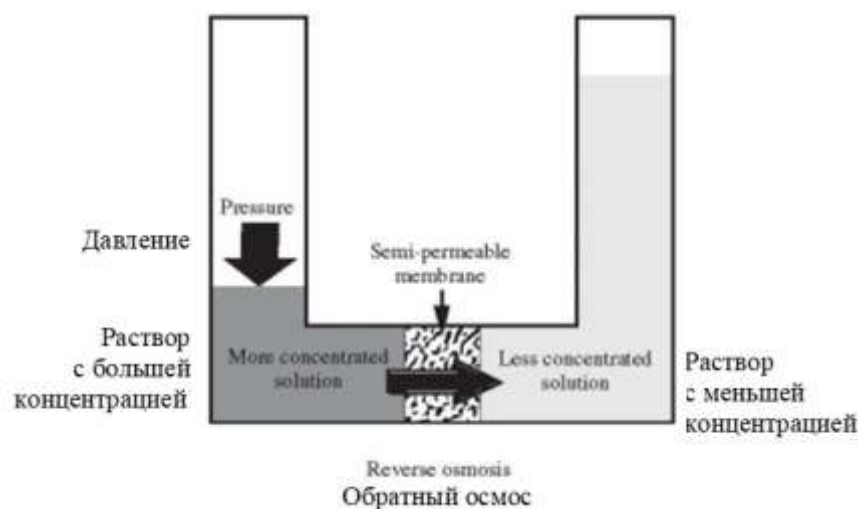 Pressure
Давление
Semi-permeable
membrane
Раствор
с большей
концентрацией
More concentrated
solution
Less concentrated
solution
Раствор
с меньшей
концентрацией
Reverse osmosis
Обратный осмос